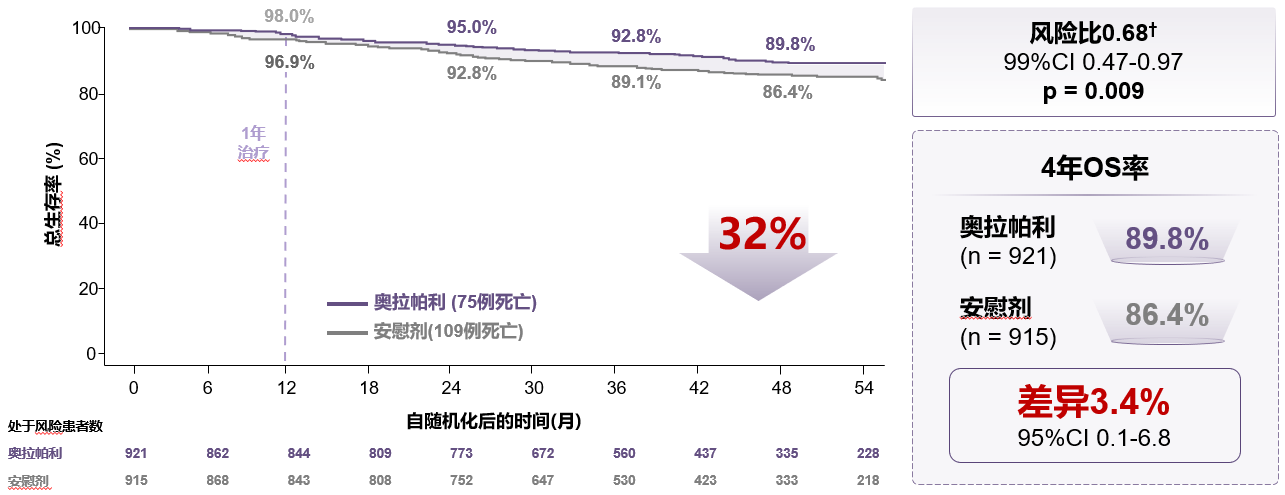 98.0%
95.0%
92.8%
89.8%
96.9%
92.8%
89.1%
86.4%
100
80
60
40
20
0
总生存率 (%)
1年
治疗
32%
奥拉帕利 (75例死亡)
安慰剂(109例死亡)
0 6 12 18 24 30 36 42 48 54
自随机化后的时间(月)
处于风险患者数
奥拉帕利 921 862 844 809 773 672 560 437 335 228
安慰剂 915 868 843 808 752 647 530 423 333 218
风险比0.68†
99%CI 0.47-0.97
p = 0.009
4年OS率
奥拉帕利
(n = 921)
89.8%
安慰剂
(n = 915)
86.4%
差异3.4%
95%CI 0.1-6.8